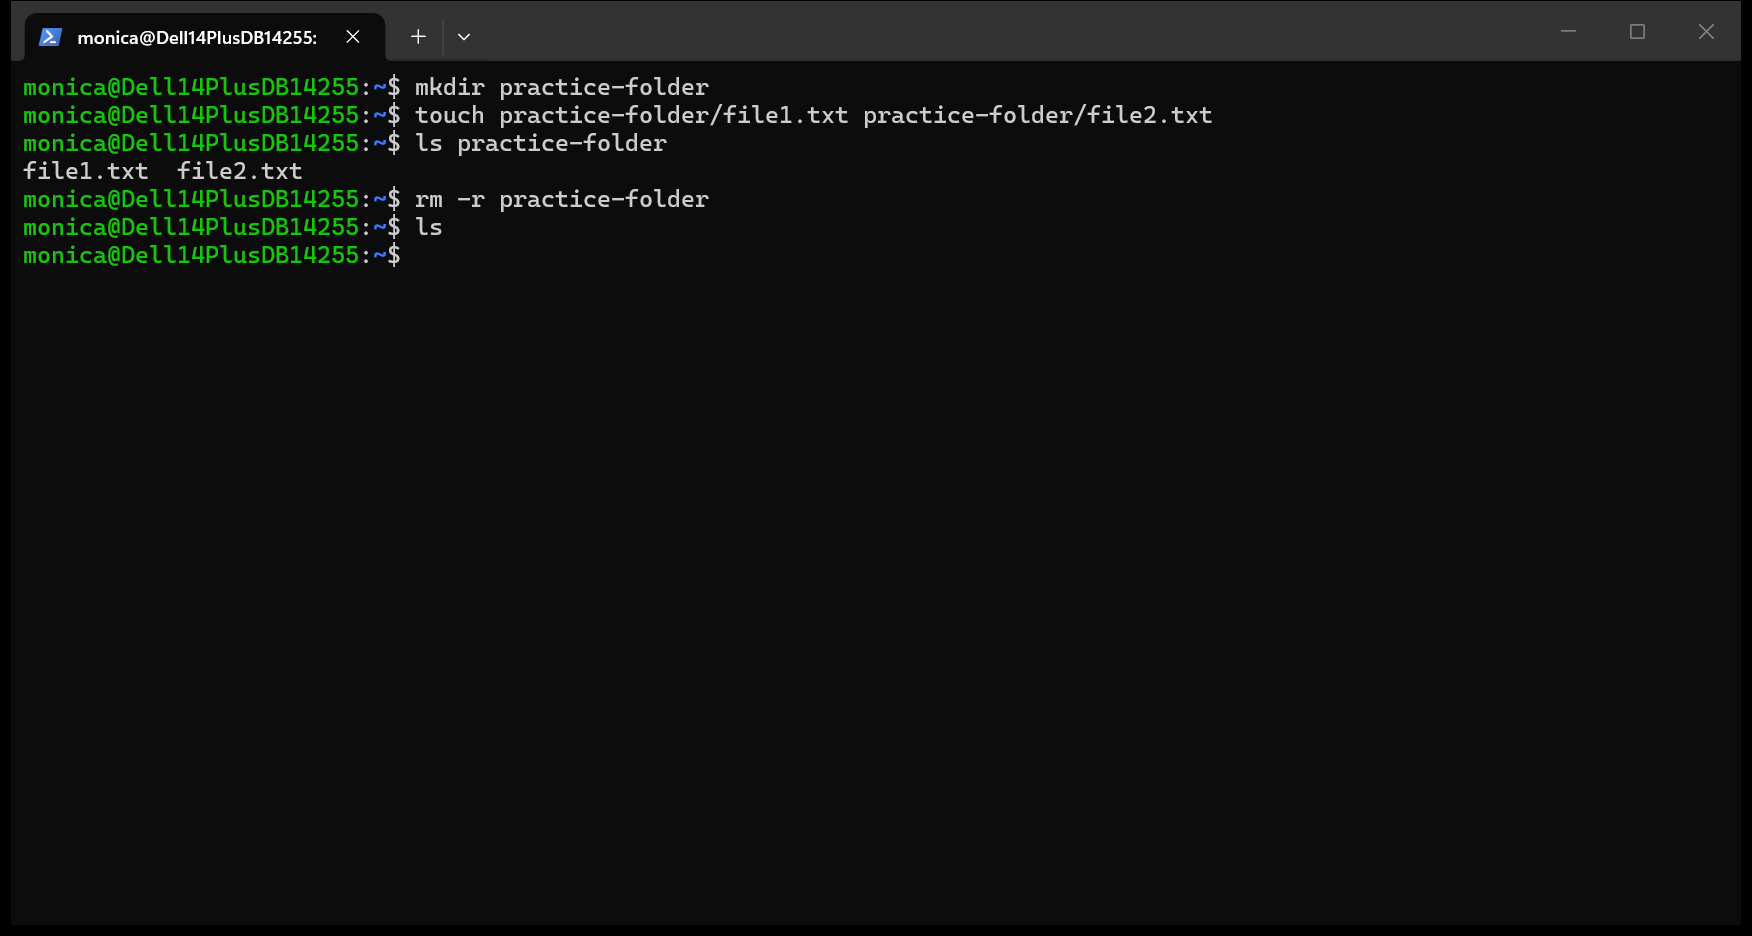 monica@Dell14PlusDB14255:
monica@Dell14PlusDB14255:~$ mkdir practice-folder
monica@Dell14PlusDB14255:~$ touch practice-folder/file1.txt practice-folder/file2.txt
monica@Dell14PlusDB14255:~$ ls practice-folder
file1.txt  file2.txt
monica@Dell14PlusDB14255:~$ rm -r practice-folder
monica@Dell14PlusDB14255:~$ ls
monica@Dell14PlusDB14255:~$